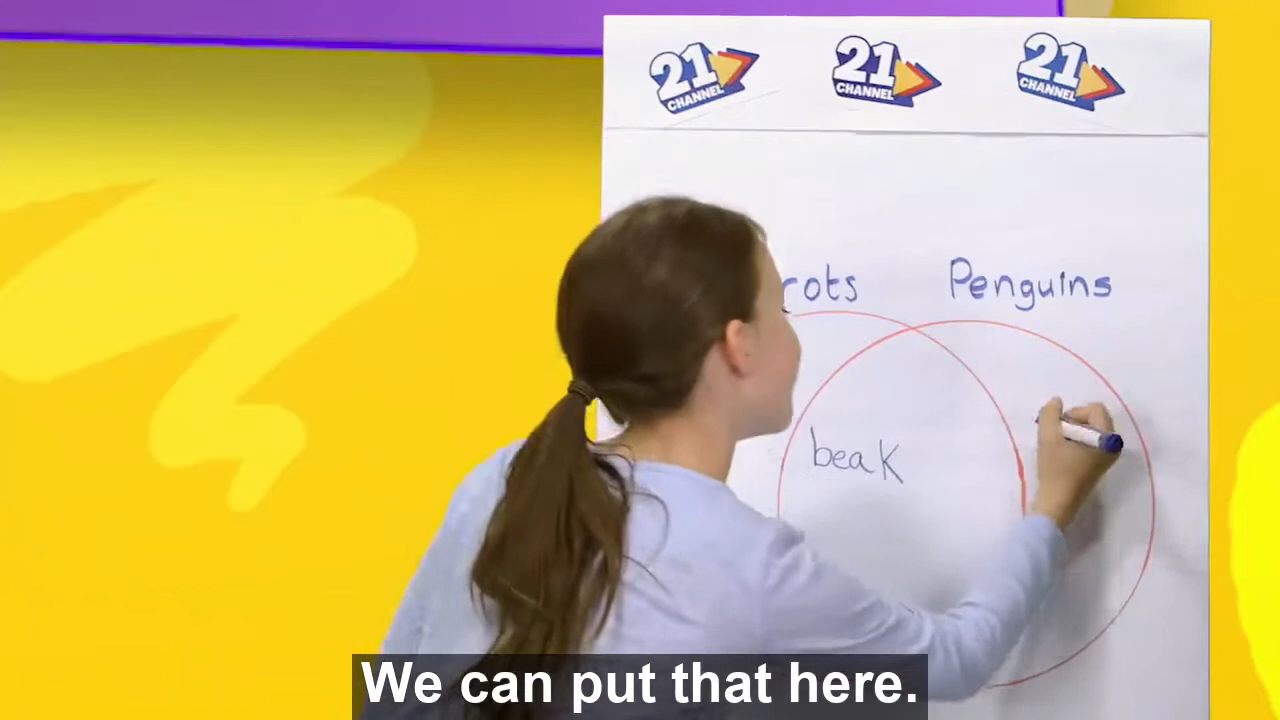 21 CHANNEL 21 CHANNEL 21 CHANNEL
rots Penguins
beak
We can put that here.